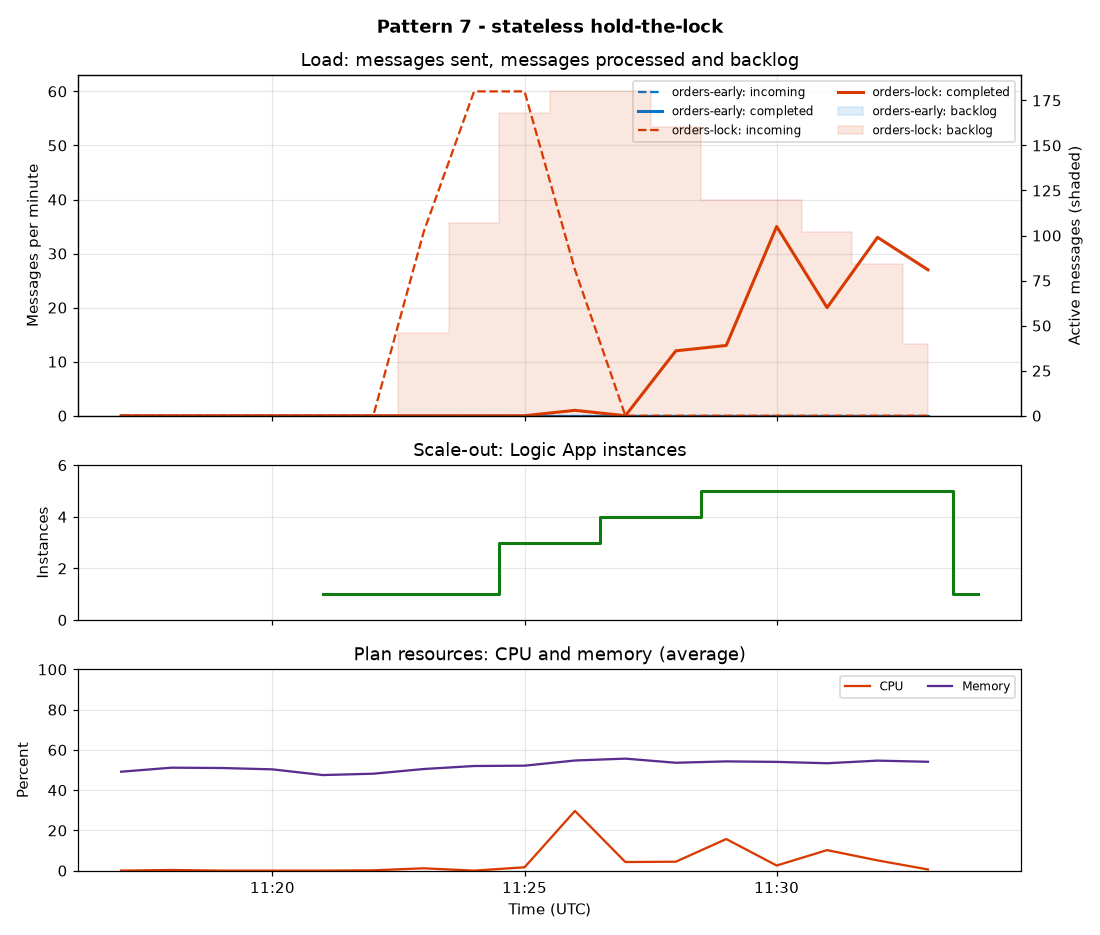 Pattern 7 - stateless hold-the-lock
Load: messages sent, messages processed and backlog
Messages per minute
60
50
40
30
20
10
0
orders-early: incoming
orders-early: completed
orders-lock: incoming
orders-lock: completed
orders-early: backlog
orders-lock: backlog
175
150
125
100
75
50
25
0
Active messages (shaded)
Scale-out: Logic App instances
Instances
6
4
2
0
Plan resources: CPU and memory (average)
Percent
100
80
60
40
20
0
CPU
Memory
11:20
11:25
11:30
Time (UTC)